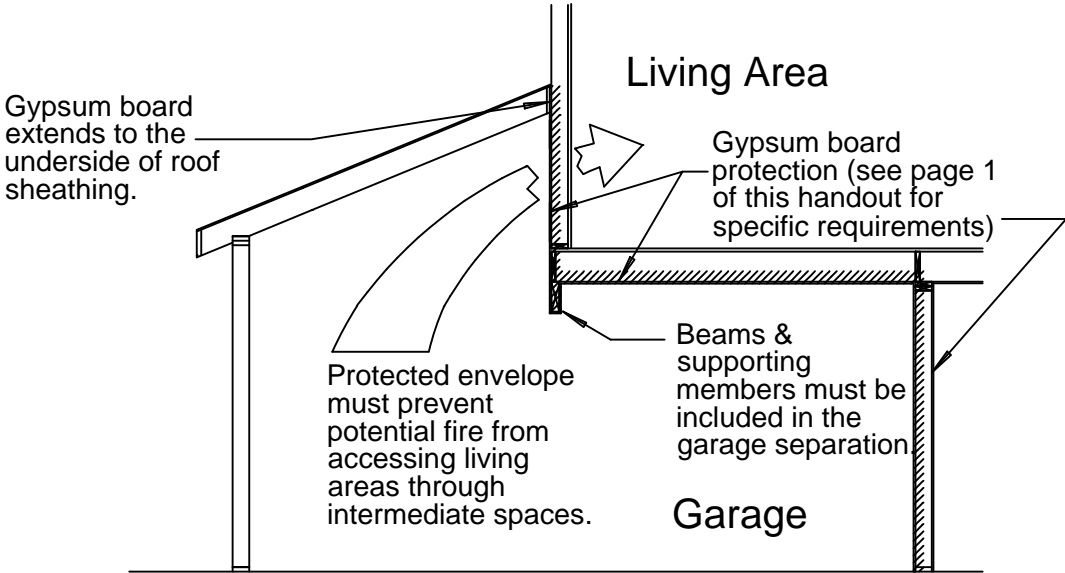 Living Area
Gypsum board
extends to the
underside of roof
sheathing.
Gypsum board
protection (see page 1
of this handout for
specific requirements)
Beams &
supporting
members must be
included in the
garage separation.
Protected envelope
must prevent
potential fire from
accessing living
areas through
intermediate spaces.
Garage